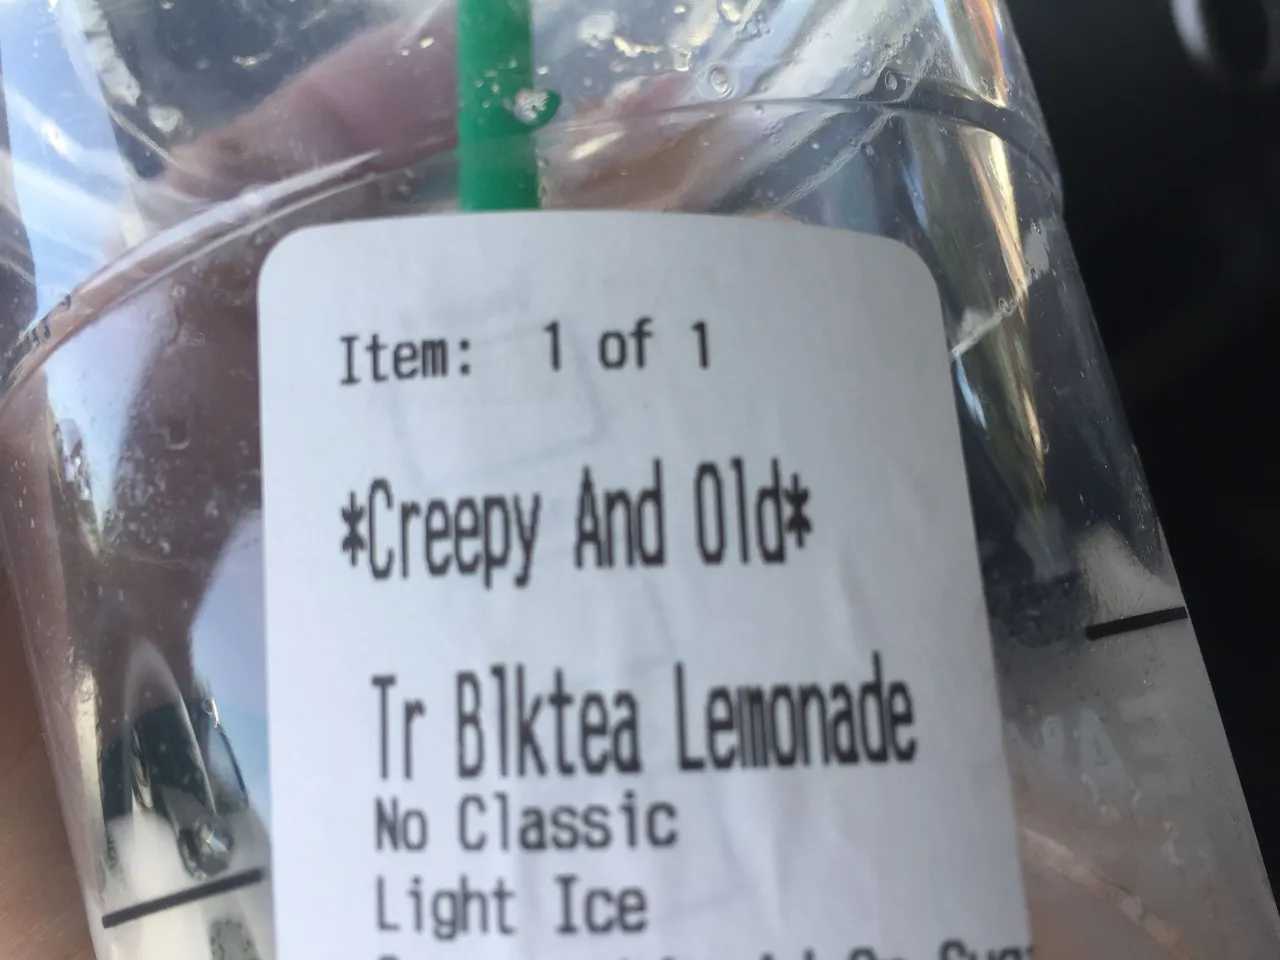 Item: 1 of 1
*Creepy And Old*
Tr Blktea Lemonade
No Classic
Light Ice